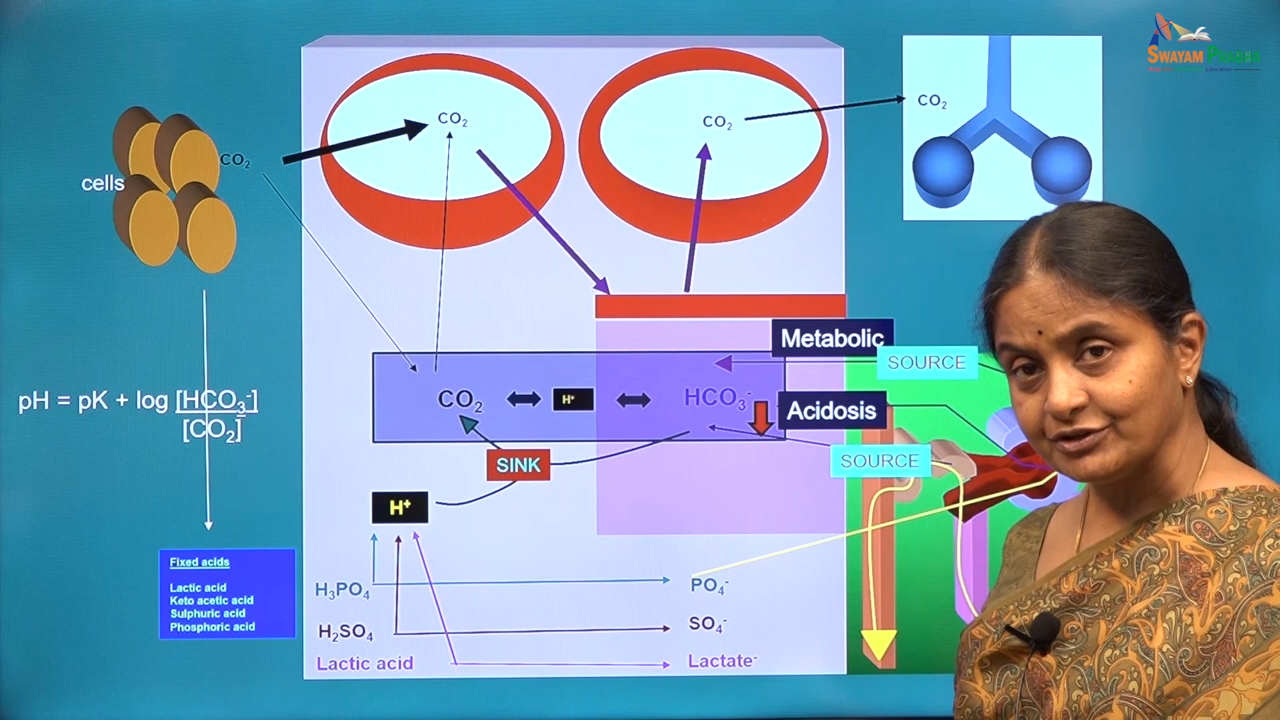 SWAYAM PRABHA
CO₂
cells
CO₂
CO₂
CO₂
pH = pK + log [HCO₃⁻]
[CO₂]
Metabolic
SOURCE
CO₂
H⁺
HCO₃⁻
Acidosis
SINK
SOURCE
H⁺
Fixed acids
Lactic acid
Keto acetic acid
Sulphuric acid
Phosphoric acid
H₃PO₄
PO₄⁻
H₂SO₄
SO₄⁻
Lactic acid
Lactate⁻